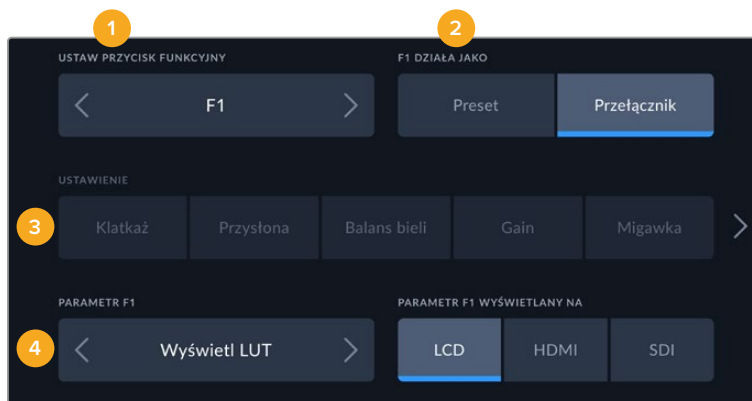 1
2
USTAW PRZYCISK FUNKCYJNY
F1 DZIAŁA JAKO
F1
Preset
Przełącznik
USTAWIENIE
3
Klatkaż
Przysłona
Balans bieli
Gain
Migawka
PARAMETR F1
PARAMETR F1 WYŚWIETLANY NA
4
Wyświetl LUT
LCD
HDMI
SDI